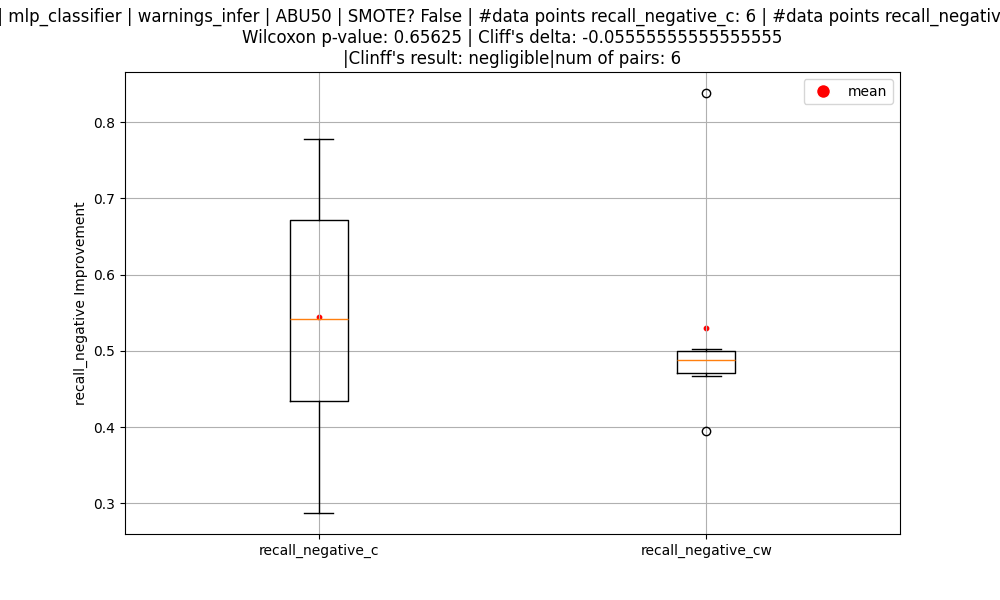 | mlp_classifier | warnings_infer | ABU50 | SMOTE? False | #data points recall_negative_c: 6 | #data points recall_negativ
Wilcoxon p-value: 0.65625 | Cliff's delta: -0.05555555555555555
|Clinff's result: negligible|num of pairs: 6
mean
0.8
0.7
0.6
0.5
0.4
0.3
recall_negative Improvement
recall_negative_c
recall_negative_cw